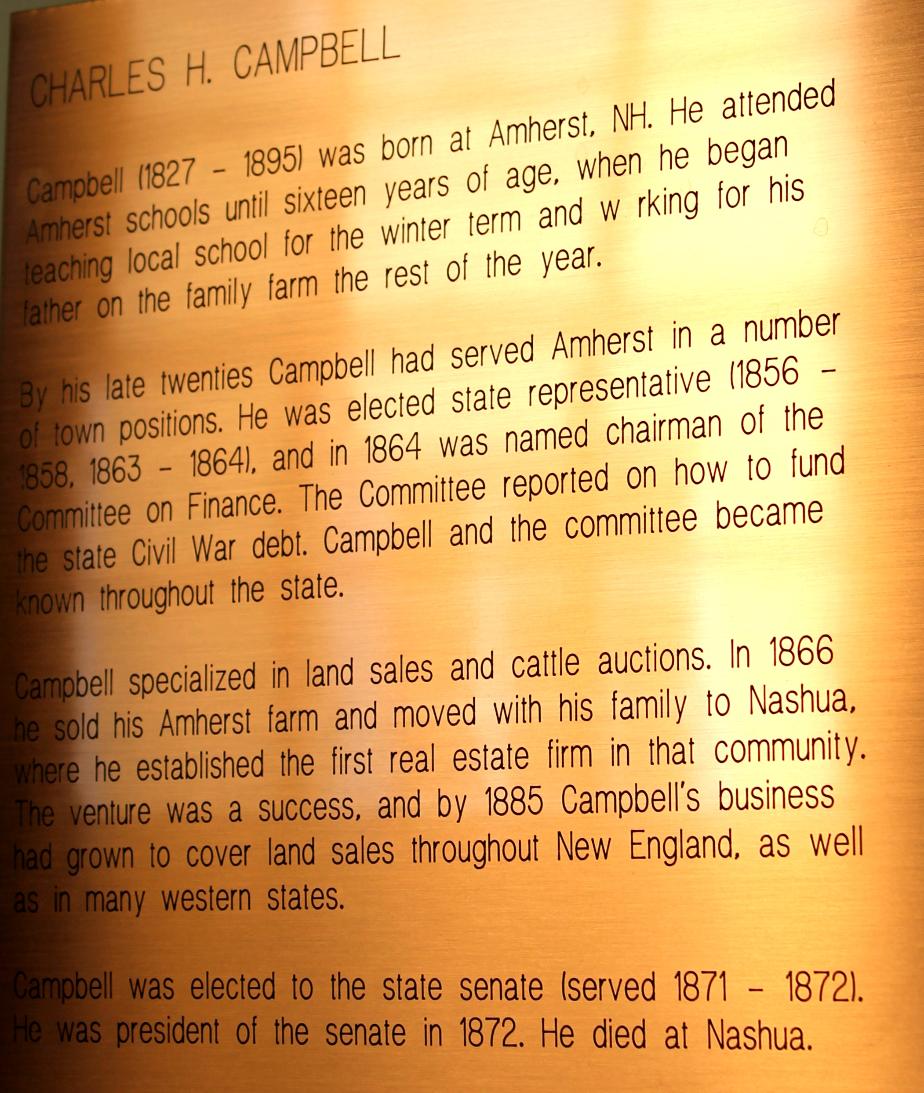 CHARLES H. CAMPBELL
Campbell (1827 – 1895) was born at Amherst, NH. He attended
Amherst schools until sixteen years of age, when he began
teaching local school for the winter term and w rking for his
father on the family farm the rest of the year.
By his late twenties Campbell had served Amherst in a number
of town positions. He was elected state representative (1856 –
1858, 1863 – 1864), and in 1864 was named chairman of the
Committee on Finance. The Committee reported on how to fund
the state Civil War debt. Campbell and the committee became
known throughout the state.
Campbell specialized in land sales and cattle auctions. In 1866
he sold his Amherst farm and moved with his family to Nashua,
where he established the first real estate firm in that community.
The venture was a success, and by 1885 Campbell's business
had grown to cover land sales throughout New England, as well
as in many western states.
Campbell was elected to the state senate (served 1871 – 1872).
He was president of the senate in 1872. He died at Nashua.